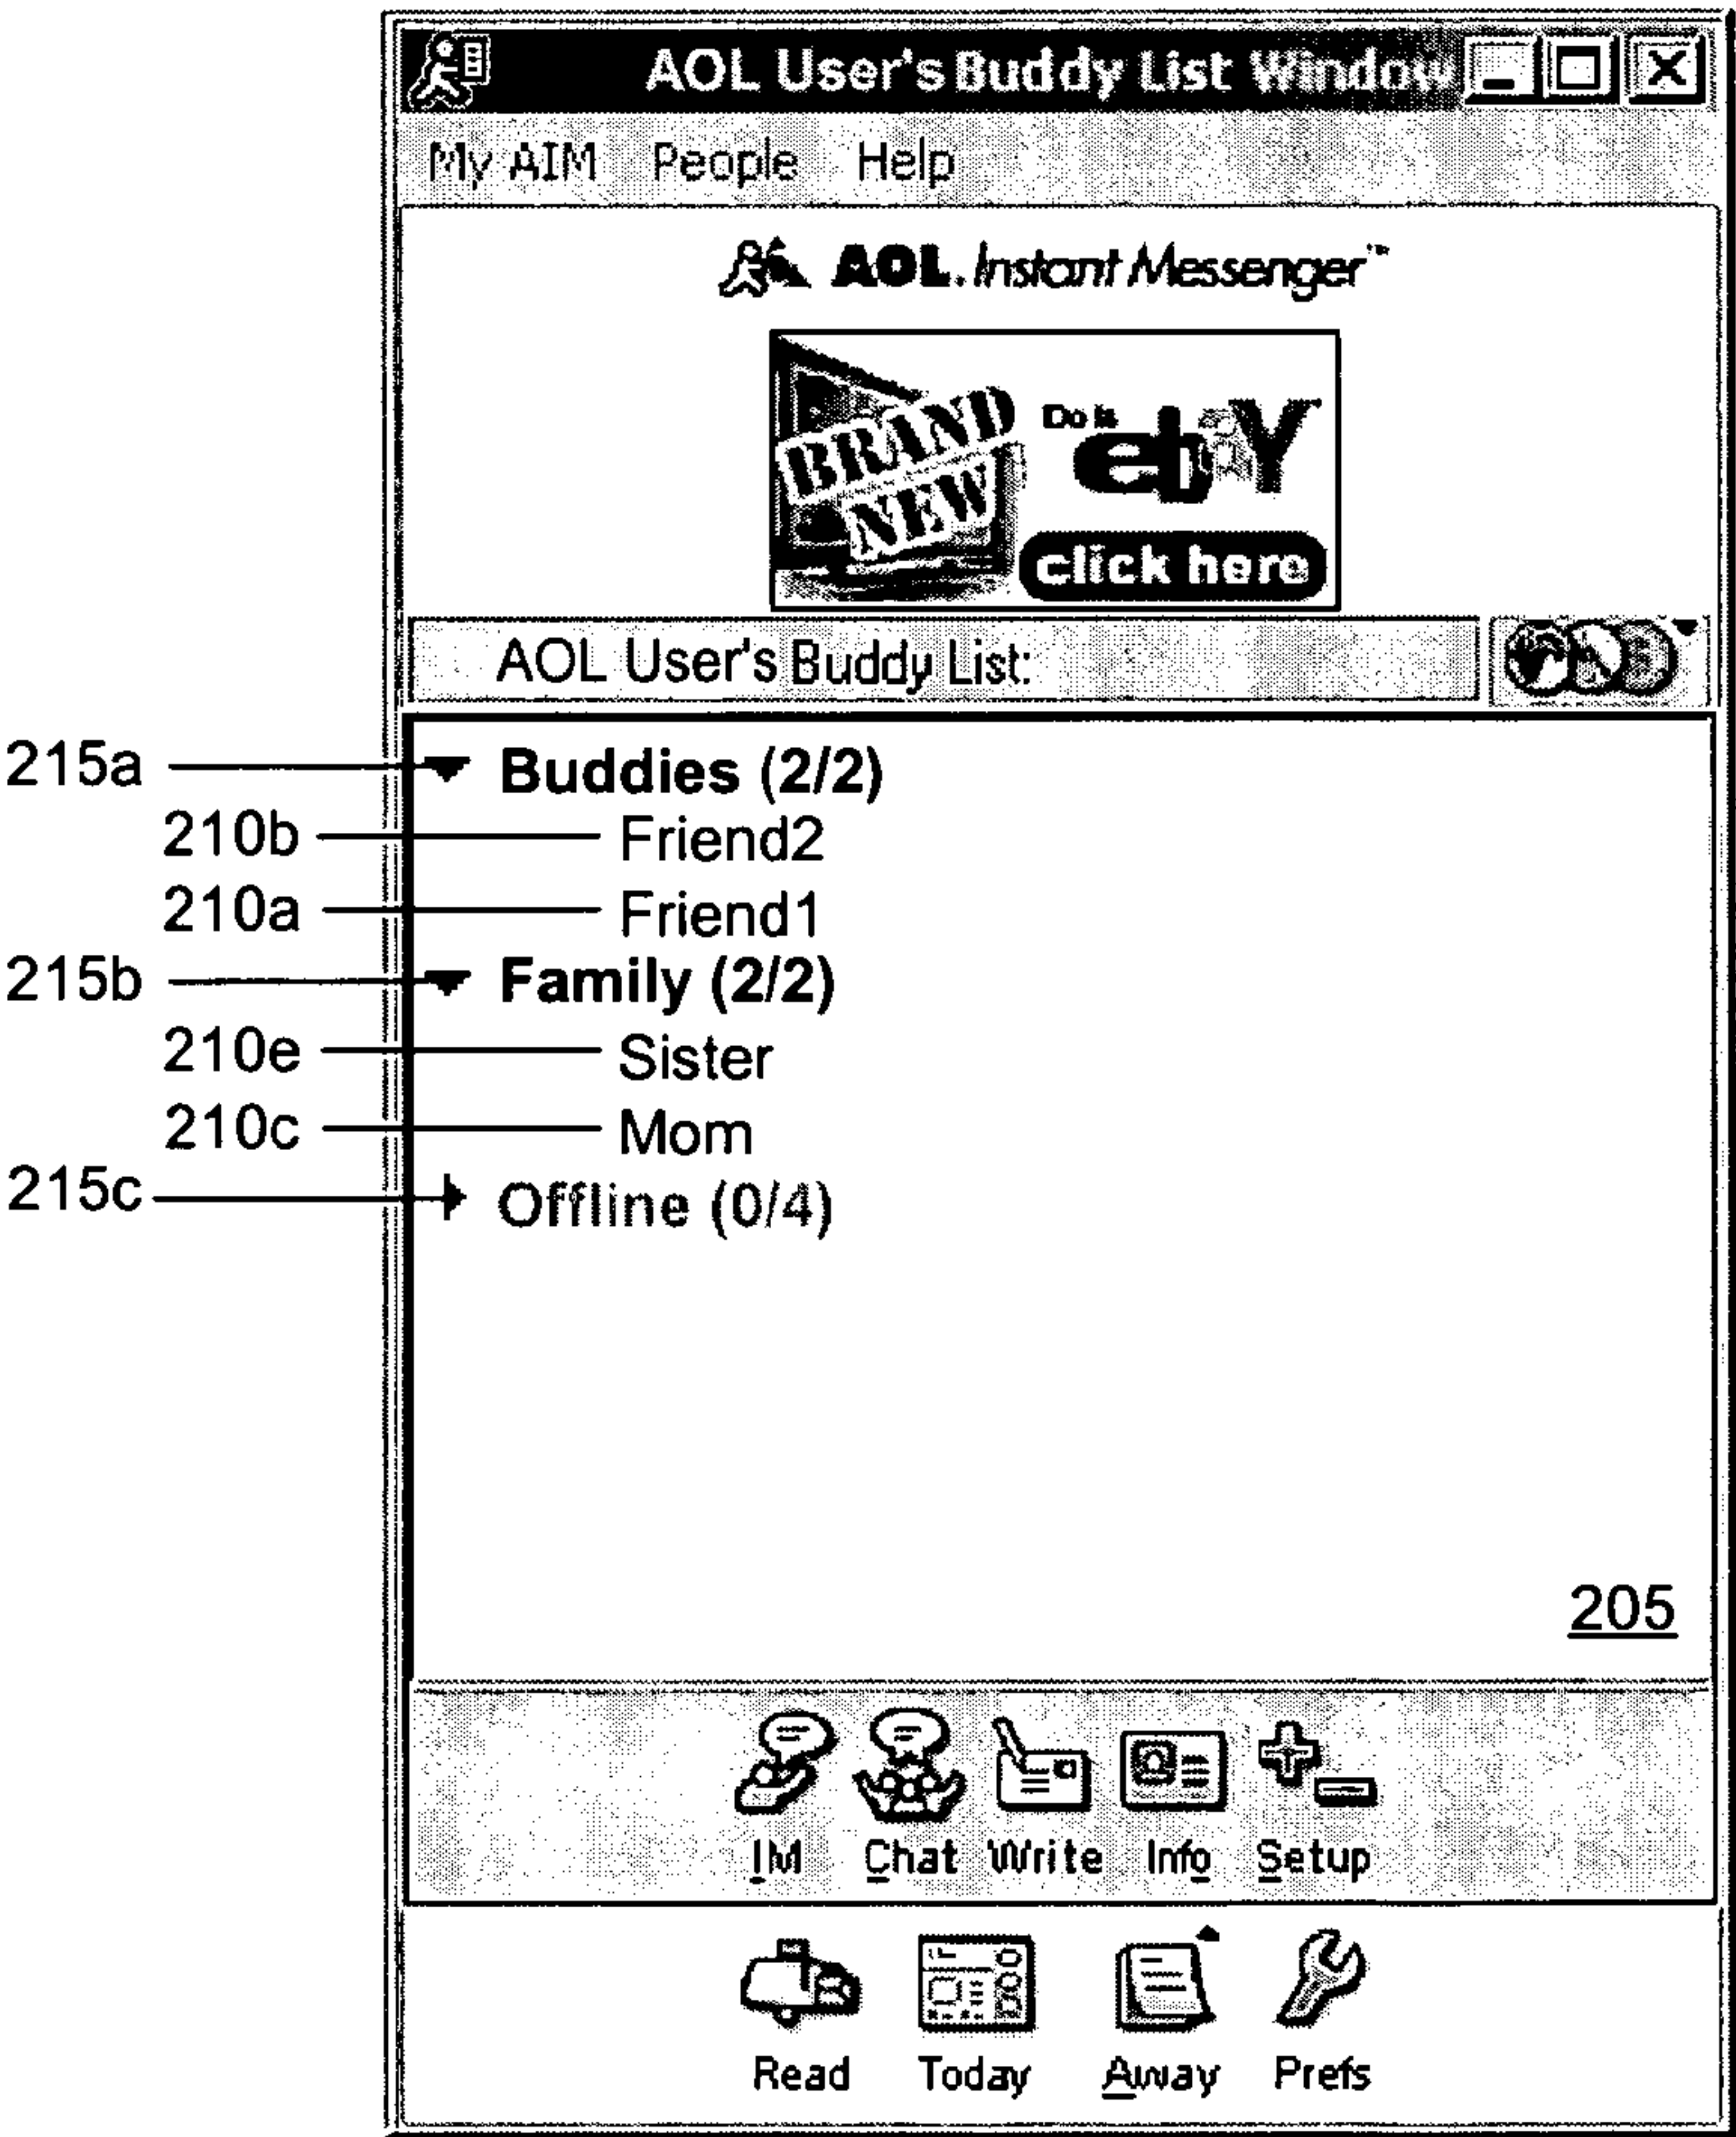 AOL User's Buddy List Window
My AIM People Help
AOL Instant Messenger™
BRAND NEW
Do it
ebay
click here
AOL User's Buddy List:
215a Buddies (2/2)
210b Friend2
210a Friend1
215b Family (2/2)
210e Sister
210c Mom
215c Offline (0/4)
205
IM Chat Write Info Setup
Read Today Away Prefs